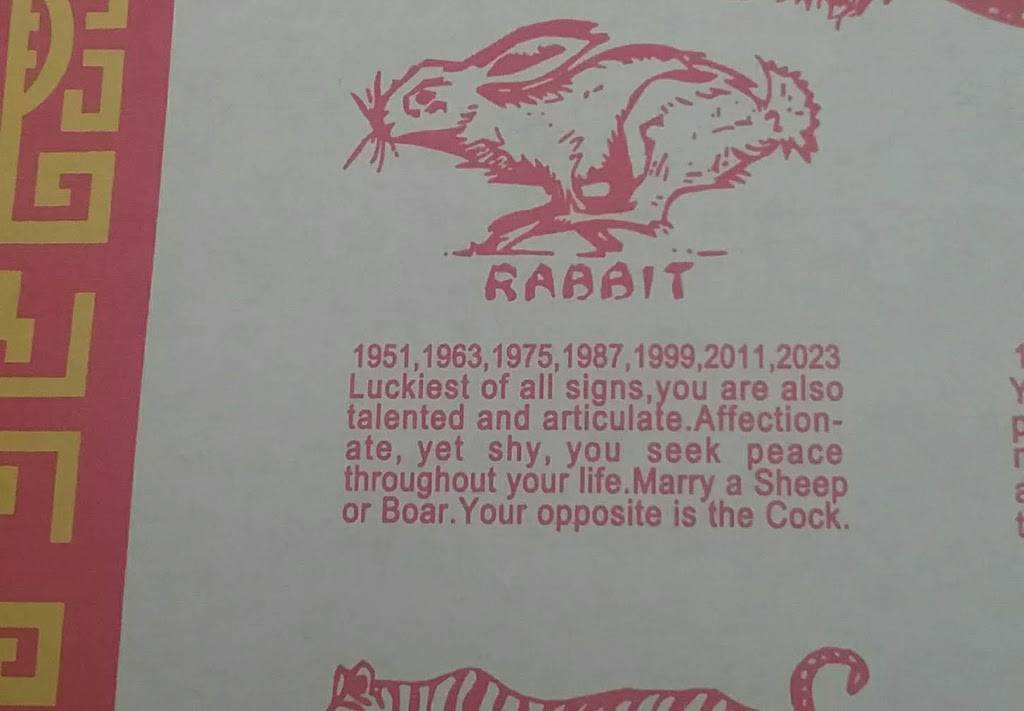 RABBIT
1951,1963,1975,1987,1999,2011,2023
Luckiest of all signs,you are also
talented and articulate.Affection-
ate, yet shy, you seek peace
throughout your life.Marry a Sheep
or Boar.Your opposite is the Cock.